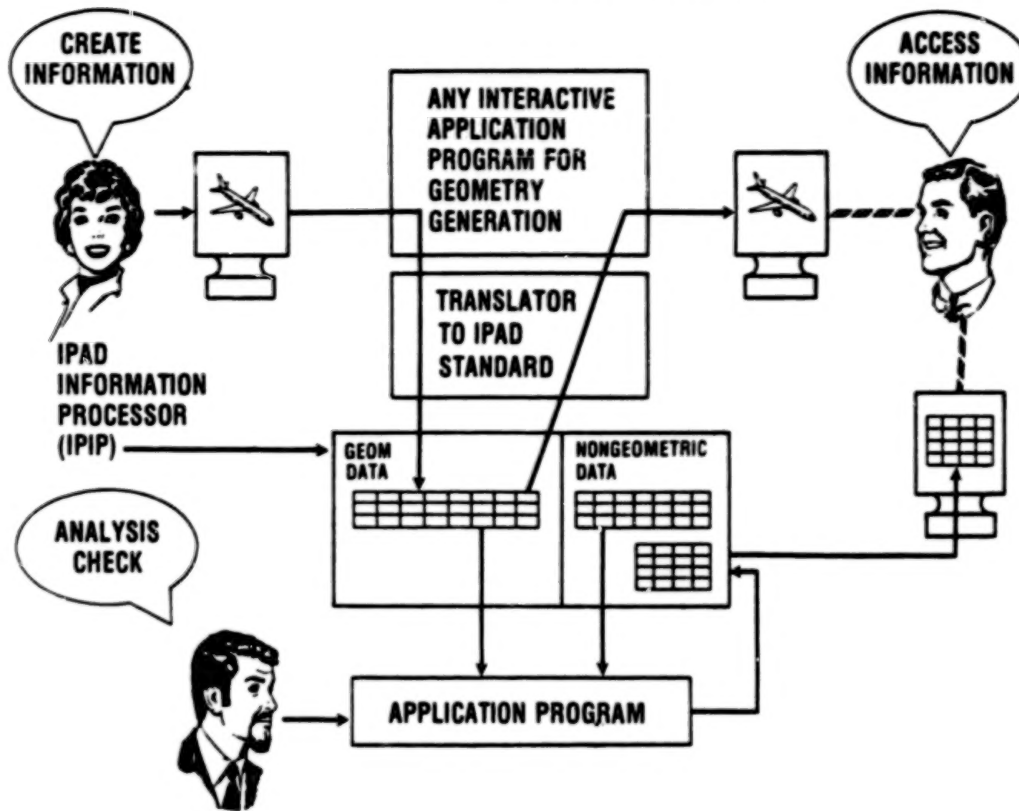 CREATE
INFORMATION
ACCESS
INFORMATION
ANY INTERACTIVE
APPLICATION
PROGRAM FOR
GEOMETRY
GENERATION
TRANSLATOR
TO IPAD
STANDARD
IPAD
INFORMATION
PROCESSOR
(IPIP)
GEOM
DATA
NONGEOMETRIC
DATA
ANALYSIS
CHECK
APPLICATION PROGRAM